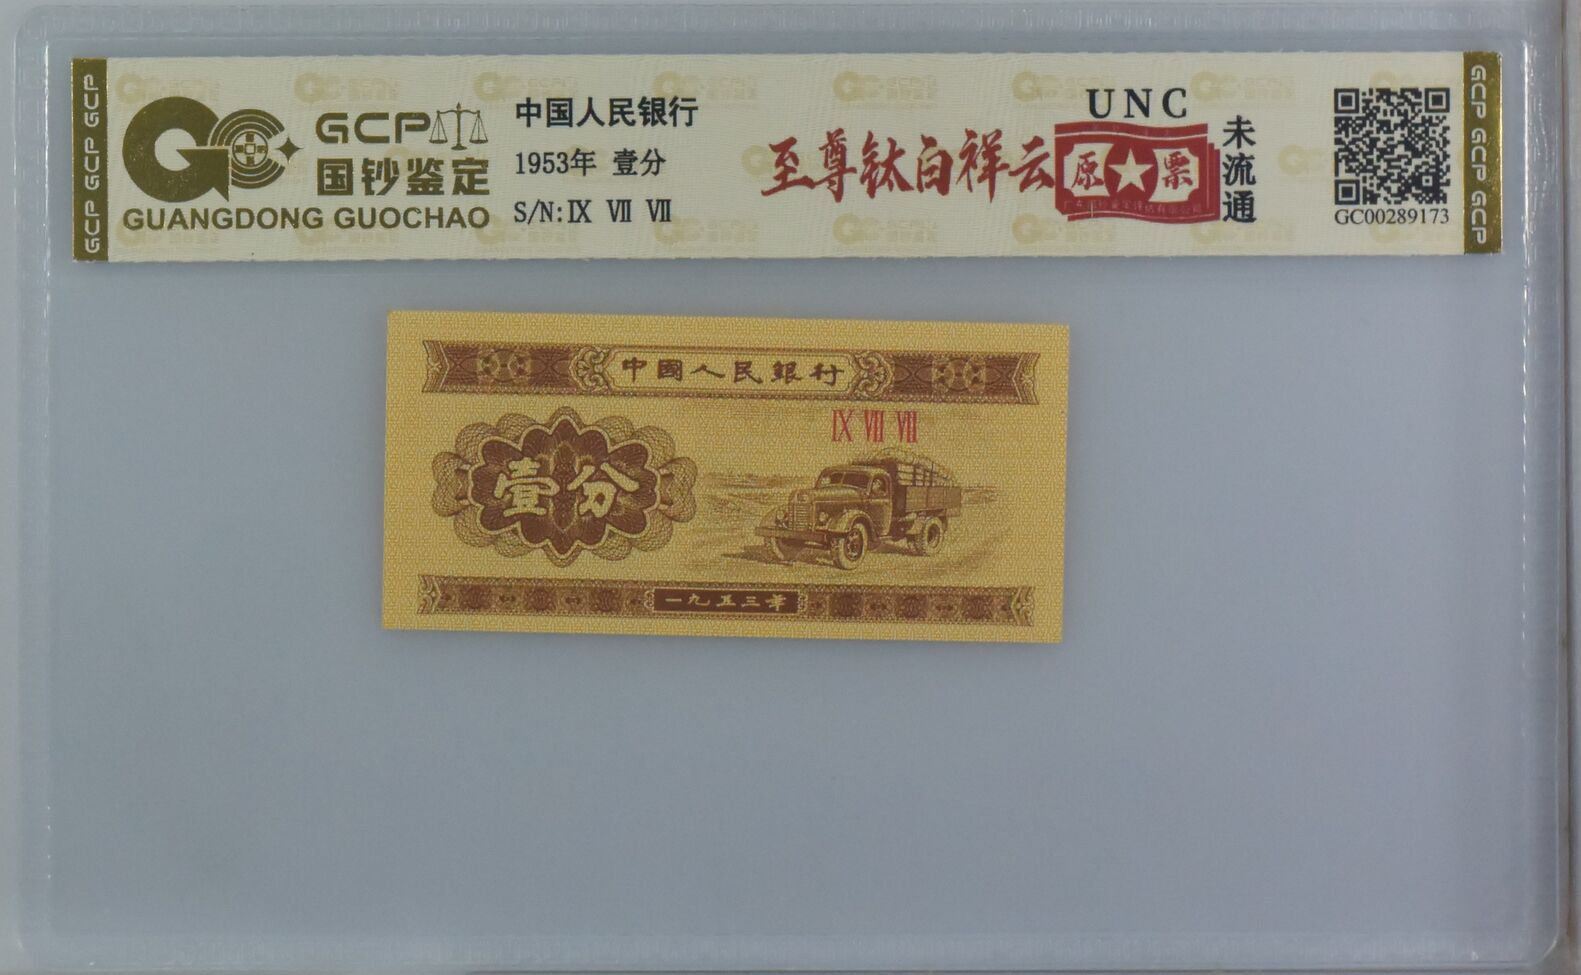 GCP GCP GCP
GCP
国钞鉴定
GUANGDONG GUOCHAO
中国人民银行
1953年 壹分
S/N:Ⅸ Ⅶ Ⅶ
至尊钛白祥云
原★票
UNC
未流通
GC00289173
GCP GCP GCP
中國人民銀行
Ⅸ Ⅶ Ⅶ
壹分
一九五三年